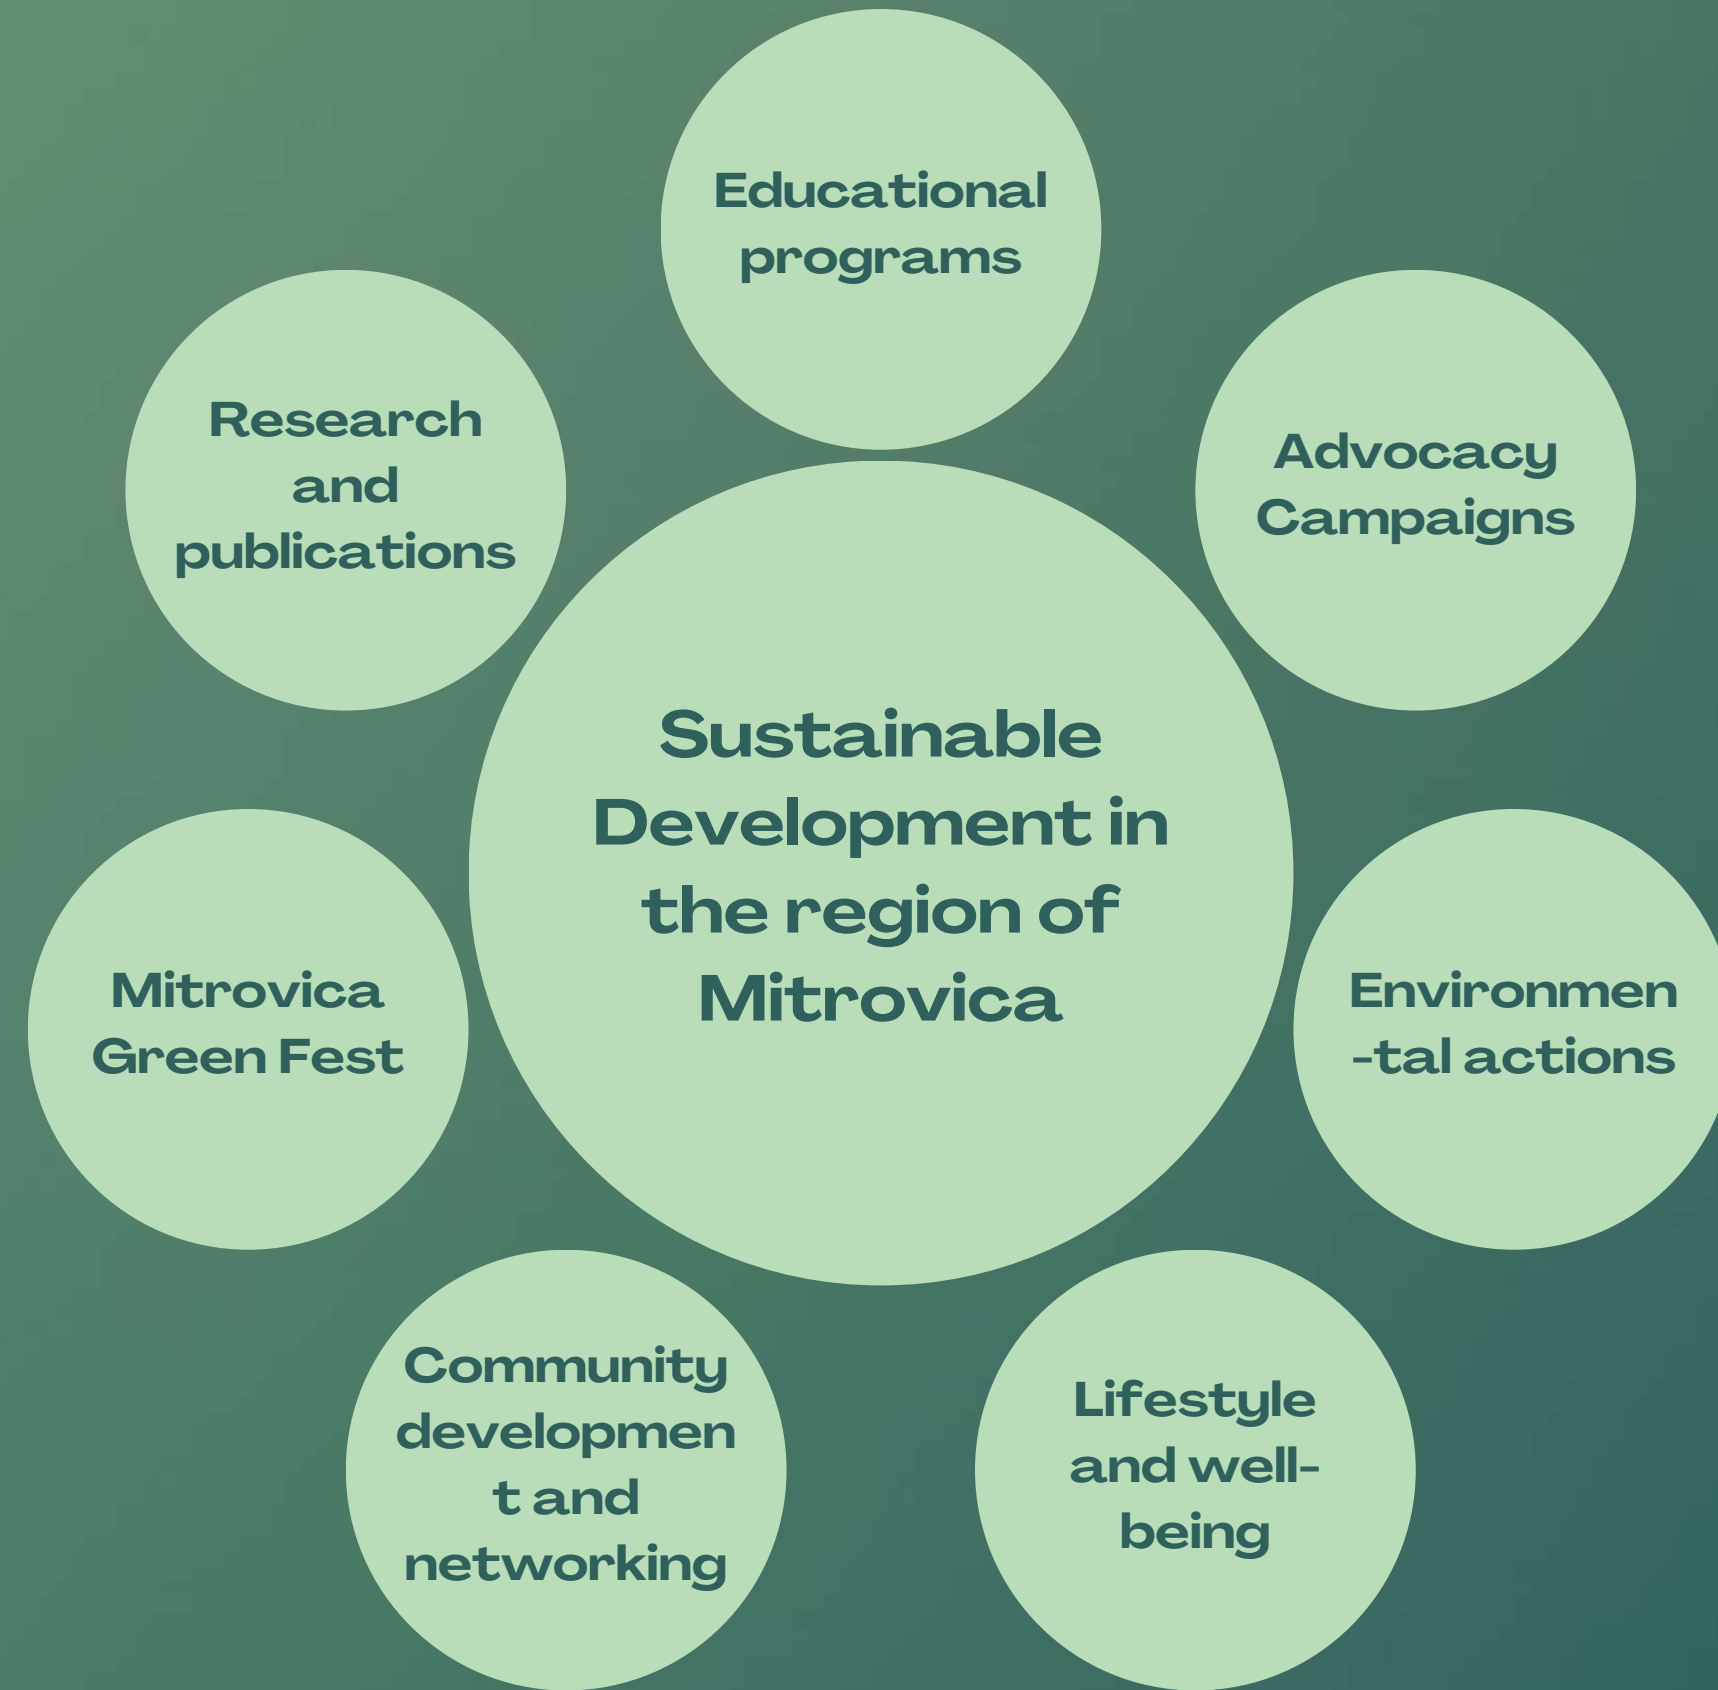 Educational
programs
Advocacy
Campaigns
Environmen
-tal actions
Lifestyle
and well-
being
Community
developmen
t and
networking
Mitrovica
Green Fest
Research
and
publications
Sustainable
Development in
the region of
Mitrovica